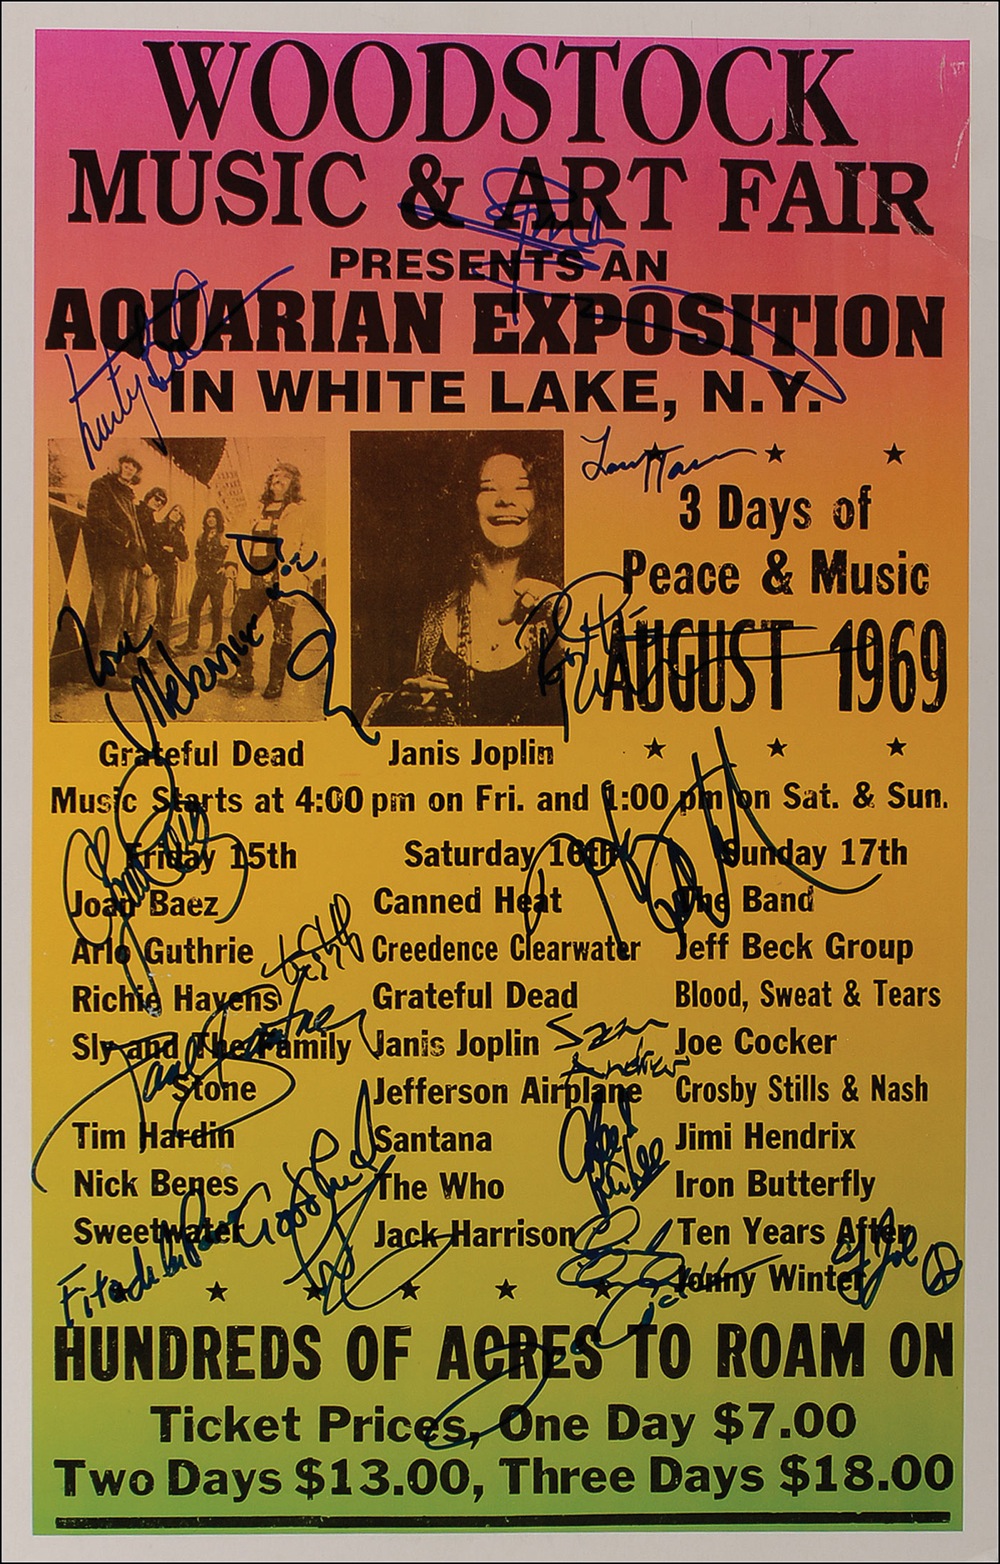 WOODSTOCK
MUSIC & ART FAIR
PRESENTS AN
AQUARIAN EXPOSITION
IN WHITE LAKE, N.Y.
3 Days of
Peace & Music
AUGUST 1969
Grateful Dead
Janis Joplin
Music Starts at 4:00 pm on Fri. and 1:00 pm on Sat. & Sun.
Friday 15th
Joan Baez
Arlo Guthrie
Richie Havens
Sly and The Family
Stone
Tim Hardin
Nick Benes
Sweetwater
Saturday 16th
Canned Heat
Creedence Clearwater
Grateful Dead
Janis Joplin
Jefferson Airplane
Santana
The Who
Jack Harrison
Sunday 17th
The Band
Jeff Beck Group
Blood, Sweat & Tears
Joe Cocker
Crosby Stills & Nash
Jimi Hendrix
Iron Butterfly
Ten Years After
Jonny Winter
Sam
Andrew
HUNDREDS OF ACRES TO ROAM ON
Ticket Prices, One Day $7.00
Two Days $13.00, Three Days $18.00